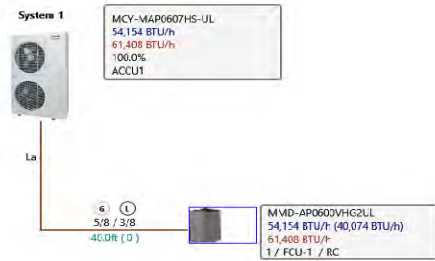 System 1
MCY-MAP0607HS-UL
54,154 BTU/h
61,408 BTU/h
100.0%
ACCU1
La
G L
5/8 / 3/8
40.0ft ( 0 )
MMD-AP0600VHG2UL
54,154 BTU/h (40,074 BTU/h)
61,408 BTU/h
1 / FCU-1 / RC